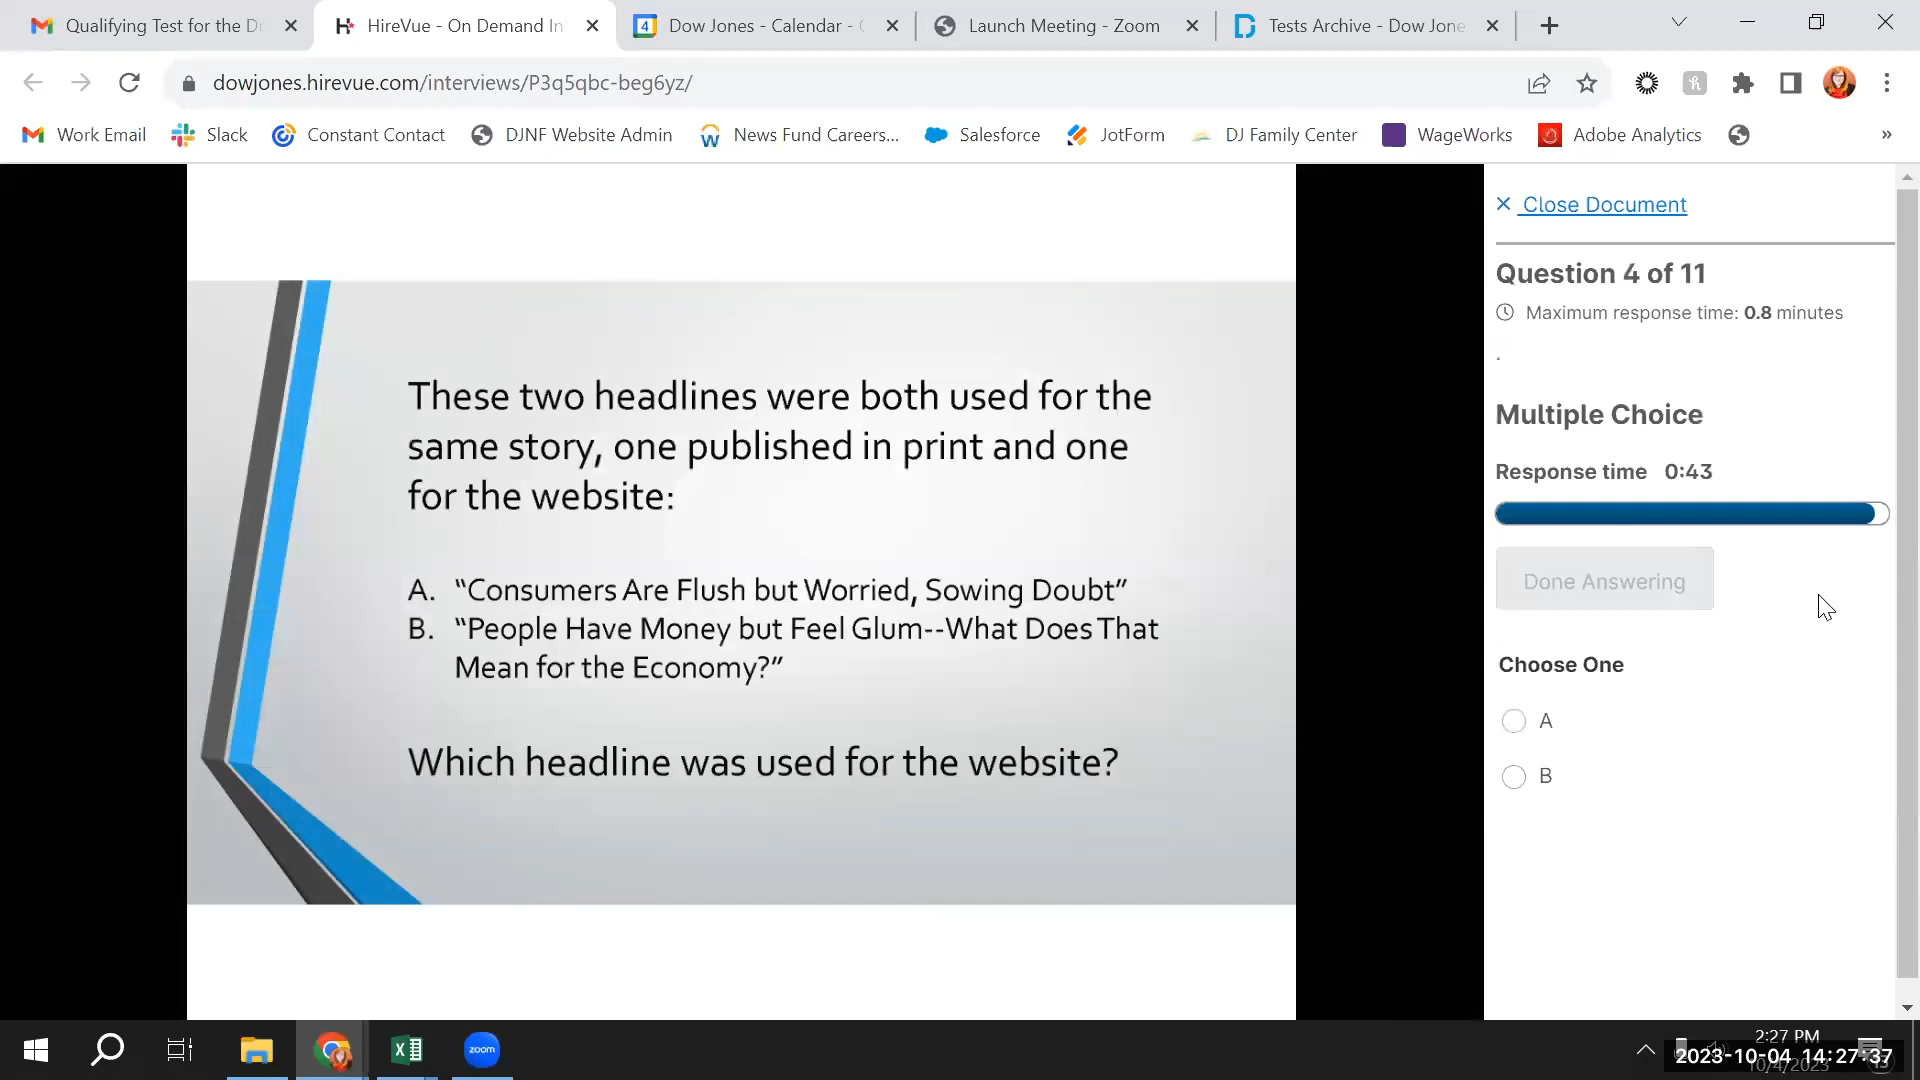 Qualifying Test for the D
HireVue - On Demand In
4
Dow Jones - Calendar -
Launch Meeting - Zoom
Tests Archive - Dow Jone
dowjones.hirevue.com/interviews/P3q5qbc-beg6yz/
Work Email
Slack
Constant Contact
DJNF Website Admin
News Fund Careers...
Salesforce
JotForm
DJ Family Center
WageWorks
Adobe Analytics
»
× Close Document
Question 4 of 11
Maximum response time: 0.8 minutes
.
Multiple Choice
Response time 0:43
Done Answering
Choose One
A
B
These two headlines were both used for the
same story, one published in print and one
for the website:
A. “Consumers Are Flush but Worried, Sowing Doubt”
B. “People Have Money but Feel Glum--What Does That
Mean for the Economy?”
Which headline was used for the website?
zoom
2:27 PM
2023-10-04 14:27:37
10/4/2023